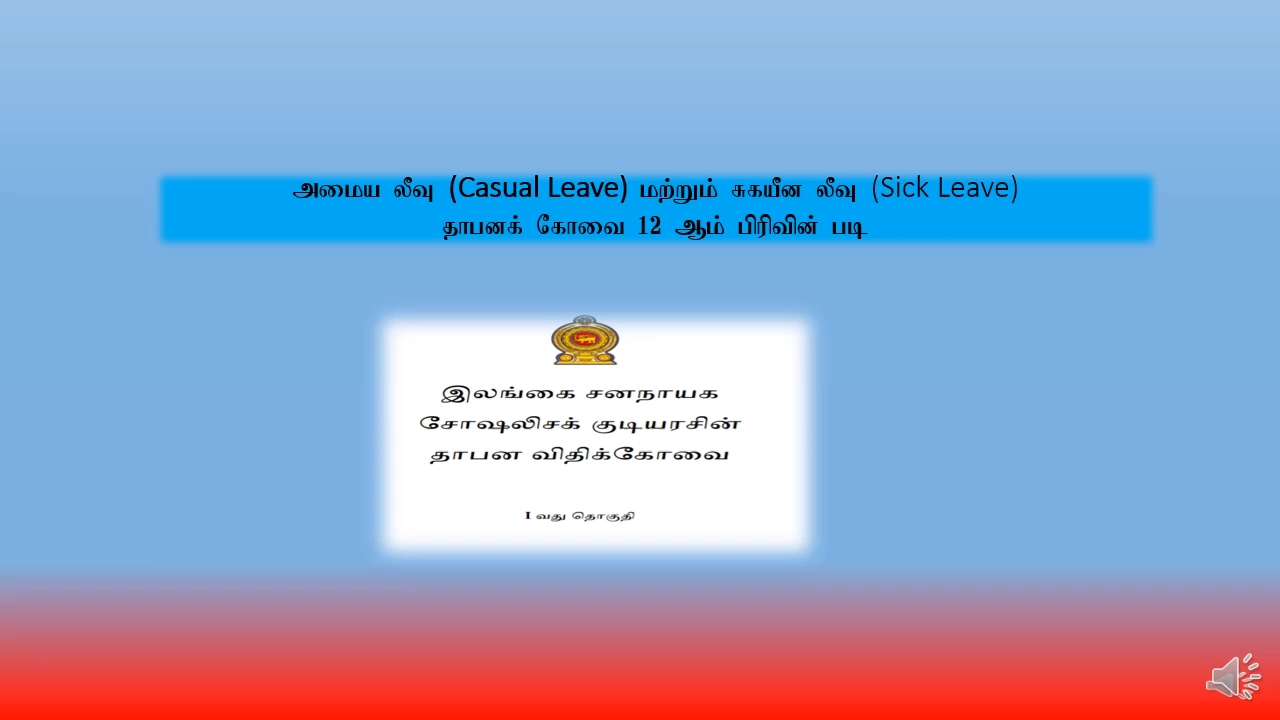 அமைய லீவு (Casual Leave) மற்றும் சுகயீன லீவு (Sick Leave)
தாபனக் கோவை 12 ஆம் பிரிவின் படி
இலங்கை சனநாயக
சோஷலிசக் குடியரசின்
தாபன விதிக்கோவை
I வது தொகுதி